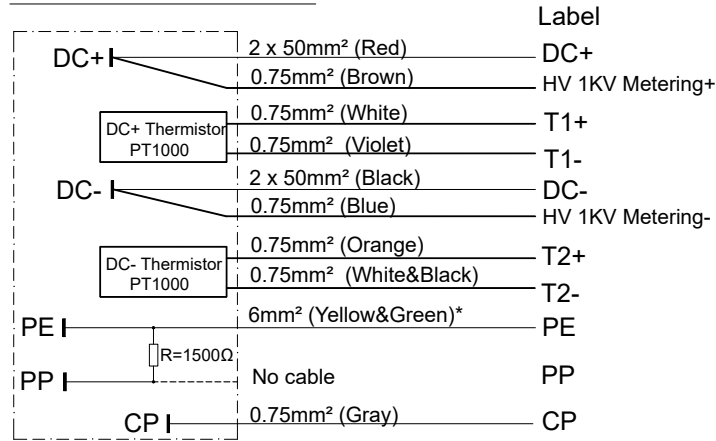 Label
DC+ 2 x 50mm² (Red) DC+
0.75mm² (Brown) HV 1KV Metering+
0.75mm² (White) T1+
DC+ Thermistor
PT1000
0.75mm² (Violet) T1-
DC- 2 x 50mm² (Black) DC-
0.75mm² (Blue) HV 1KV Metering-
0.75mm² (Orange) T2+
DC- Thermistor
PT1000
0.75mm² (White&Black) T2-
PE 6mm² (Yellow&Green)* PE
R=1500Ω
PP No cable PP
CP 0.75mm² (Gray) CP